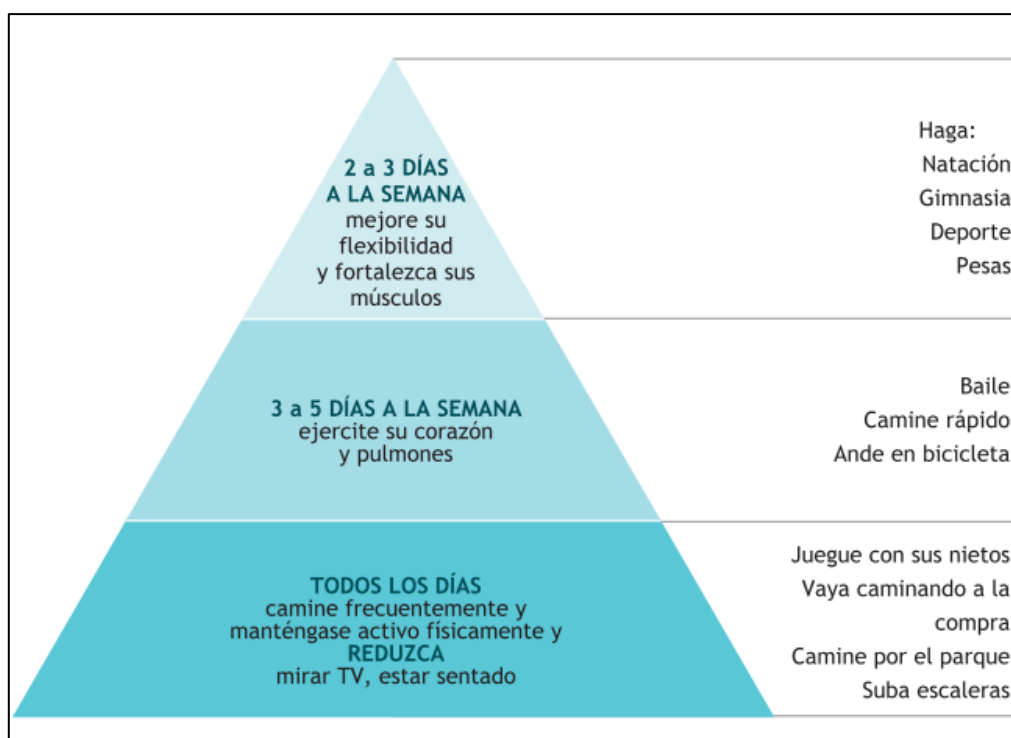 2 a 3 DÍAS
A LA SEMANA
mejore su
flexibilidad
y fortalezca sus
músculos
Haga:
Natación
Gimnasia
Deporte
Pesas
3 a 5 DÍAS A LA SEMANA
ejercite su corazón
y pulmones
Baile
Camine rápido
Ande en bicicleta
TODOS LOS DÍAS
camine frecuentemente y
manténgase activo físicamente y
REDUZCA
mirar TV, estar sentado
Juegue con sus nietos
Vaya caminando a la
compra
Camine por el parque
Suba escaleras